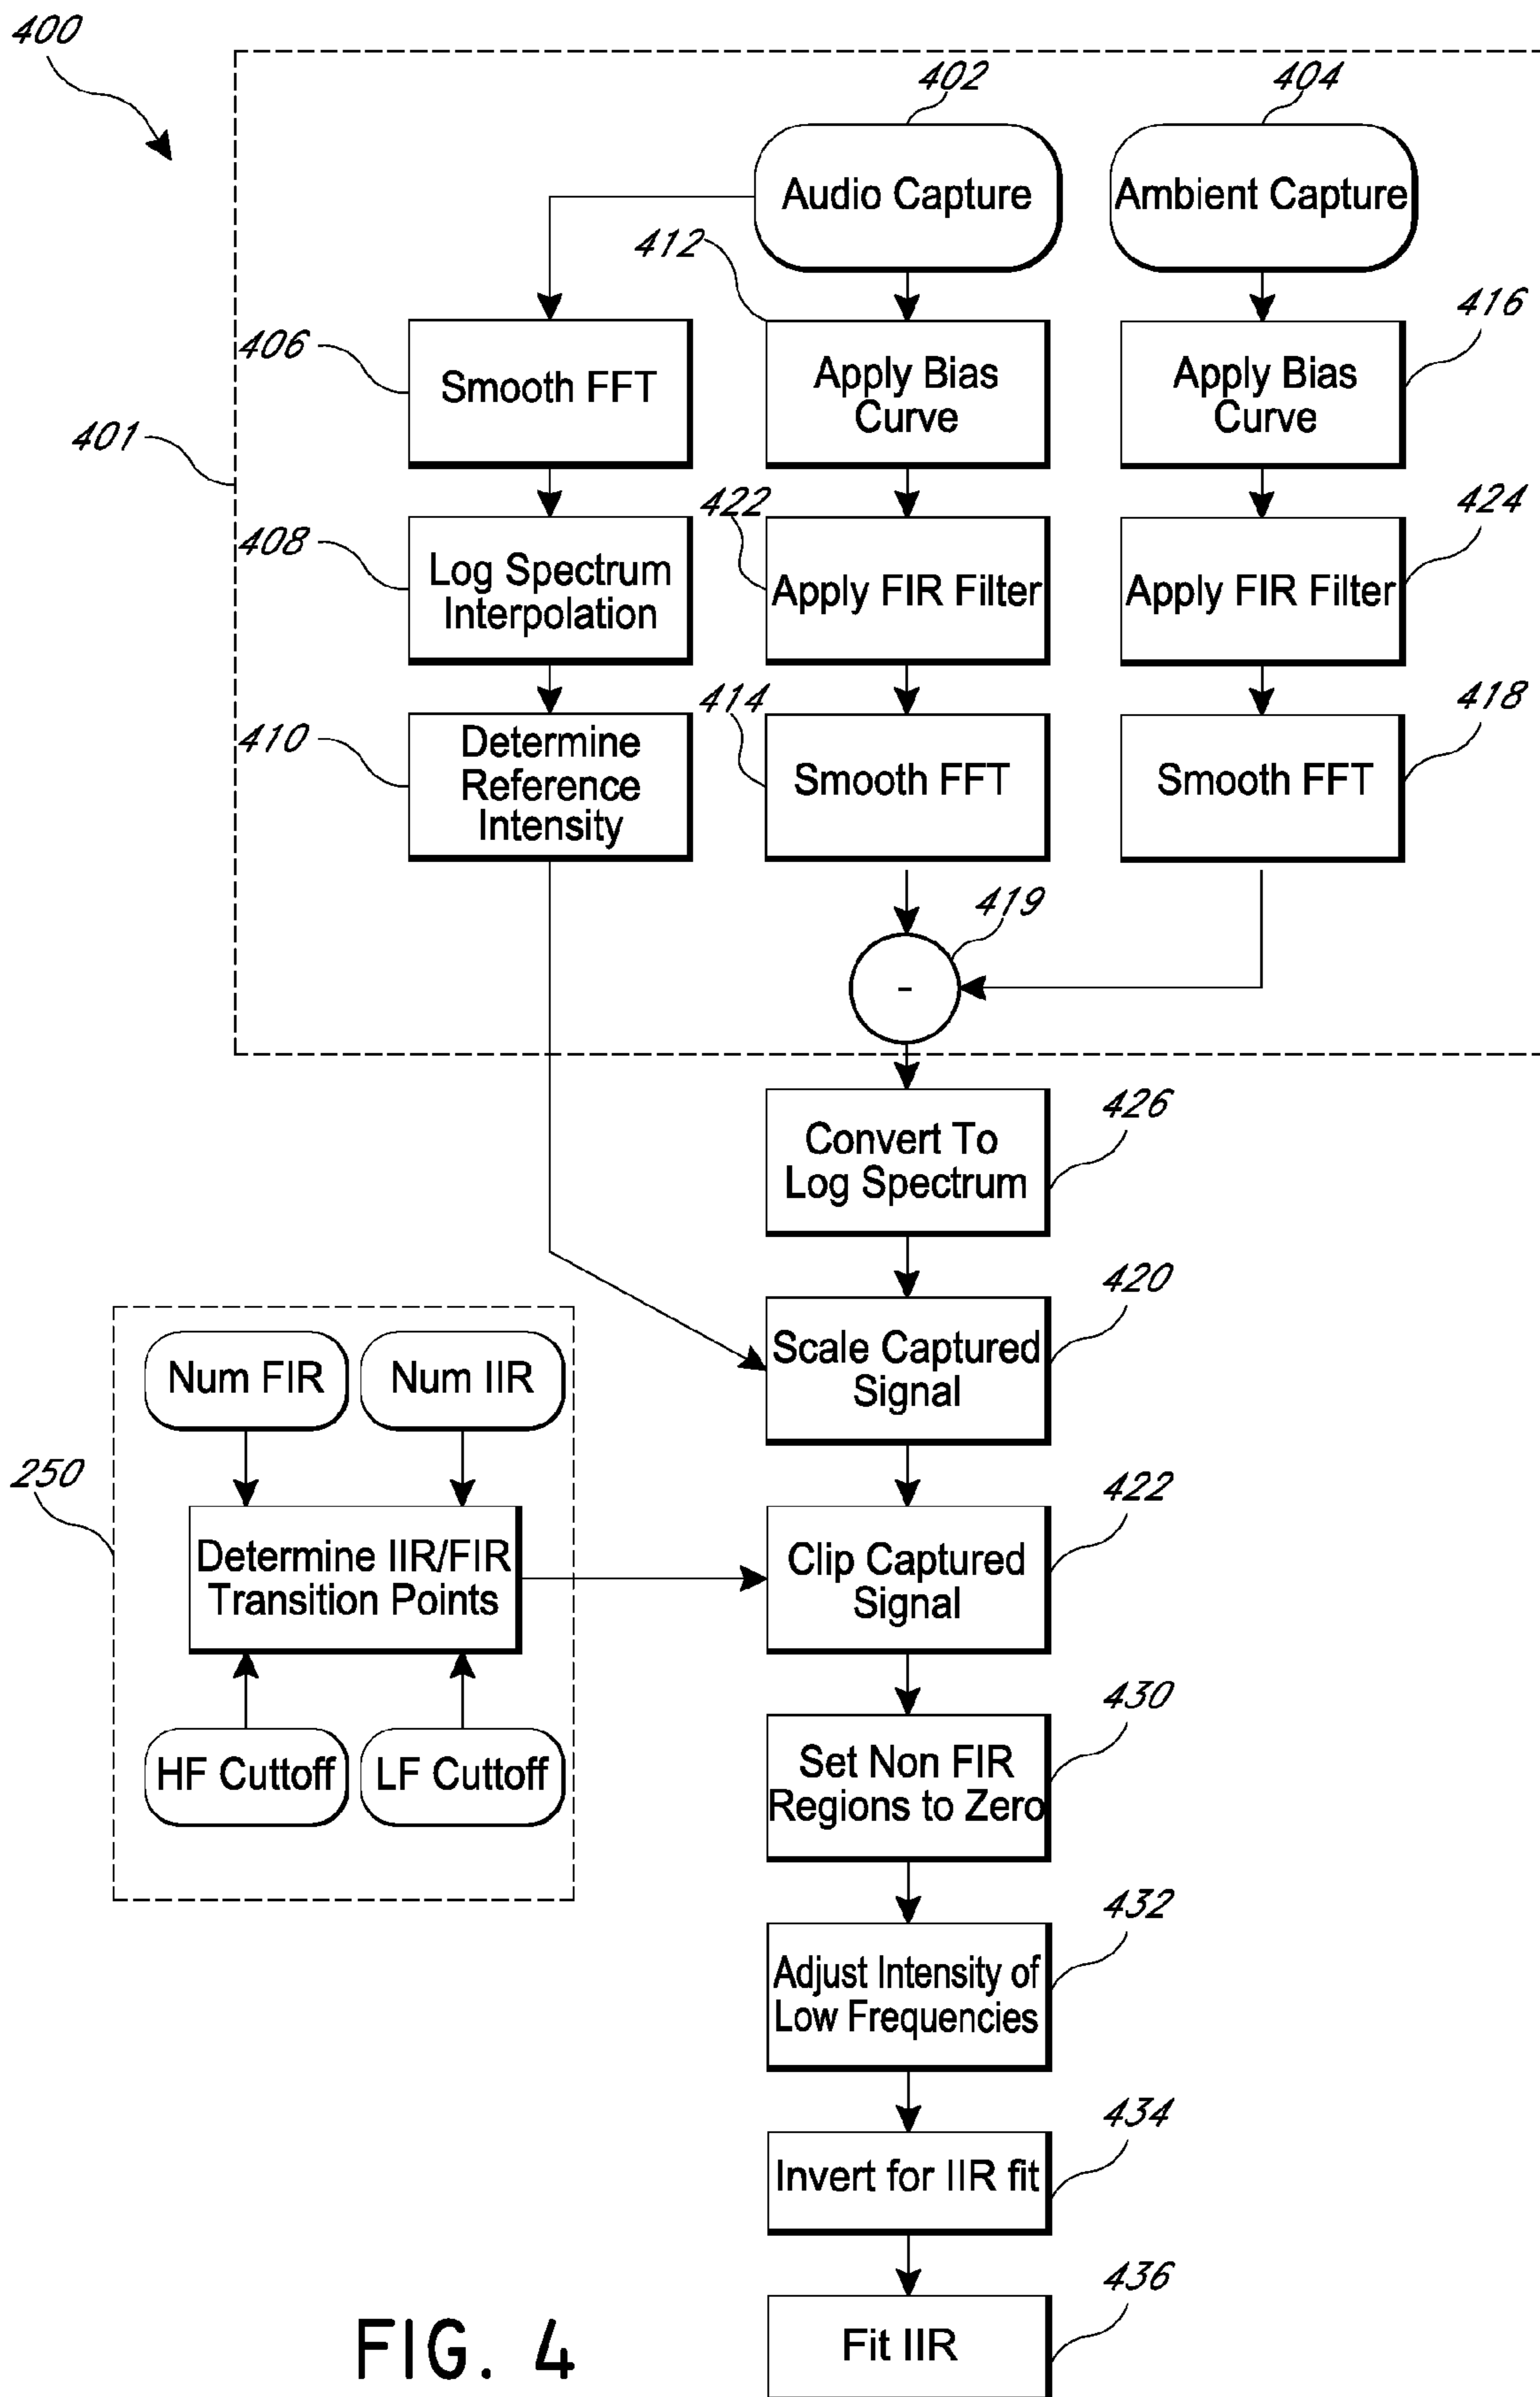 400
402
404
Audio Capture
Ambient Capture
412
406
Smooth FFT
Apply Bias
Curve
Apply Bias
Curve
416
401
408
Log Spectrum
Interpolation
422
Apply FIR Filter
Apply FIR Filter
424
410
Determine
Reference
Intensity
414
Smooth FFT
Smooth FFT
418
419
-
Convert To
Log Spectrum
426
Scale Captured
Signal
420
Num FIR
Num IIR
250
Determine IIR/FIR
Transition Points
Clip Captured
Signal
422
HF Cuttoff
LF Cuttoff
Set Non FIR
Regions to Zero
430
Adjust Intensity of
Low Frequencies
432
Invert for IIR fit
434
Fit IIR
436
FIG. 4